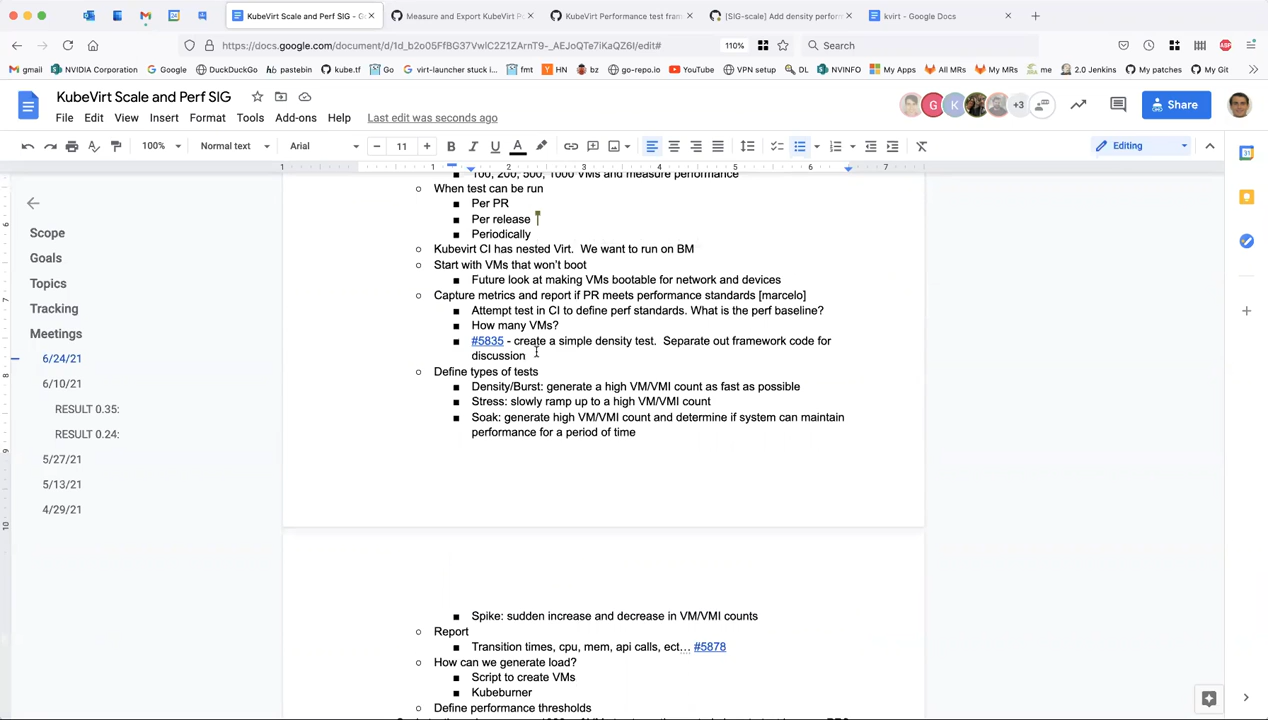 KubeVirt Scale and Perf SIG - G
Measure and Export KubeVirt P
KubeVirt Performance test fram
[SIG-scale] Add density perform
kvirt - Google Docs
https://docs.google.com/document/d/1d_b2o05FfBG37VwlC2Z1ZArnT9-_AEJoQTe7iKaQZ6I/edit#
110%
Search
gmail
NVIDIA Corporation
Google
DuckDuckGo
pastebin
kube.tf
Go
virt-launcher stuck i...
fmt
HN
bz
go-repo.io
YouTube
VPN setup
DL
NVINFO
My Apps
All MRs
My MRs
me
2.0 Jenkins
My patches
My Git
KubeVirt Scale and Perf SIG
G
K
+3
Share
File Edit View Insert Format Tools Add-ons Help Last edit was seconds ago
100% Normal text Arial 11 Editing
1 1 2 3 4 5 6 7
Scope
Goals
Topics
Tracking
Meetings
6/24/21
6/10/21
RESULT 0.35:
RESULT 0.24:
5/27/21
5/13/21
4/29/21
6
7
8
9
10
100, 200, 500, 1000 VMs and measure performance
When test can be run
Per PR
Per release
Periodically
Kubevirt CI has nested Virt. We want to run on BM
Start with VMs that won't boot
Future look at making VMs bootable for network and devices
Capture metrics and report if PR meets performance standards [marcelo]
Attempt test in CI to define perf standards. What is the perf baseline?
How many VMs?
#5835 - create a simple density test. Separate out framework code for
discussion
Define types of tests
Density/Burst: generate a high VM/VMI count as fast as possible
Stress: slowly ramp up to a high VM/VMI count
Soak: generate high VM/VMI count and determine if system can maintain
performance for a period of time
Spike: sudden increase and decrease in VM/VMI counts
Report
Transition times, cpu, mem, api calls, ect... #5878
How can we generate load?
Script to create VMs
Kubeburner
Define performance thresholds